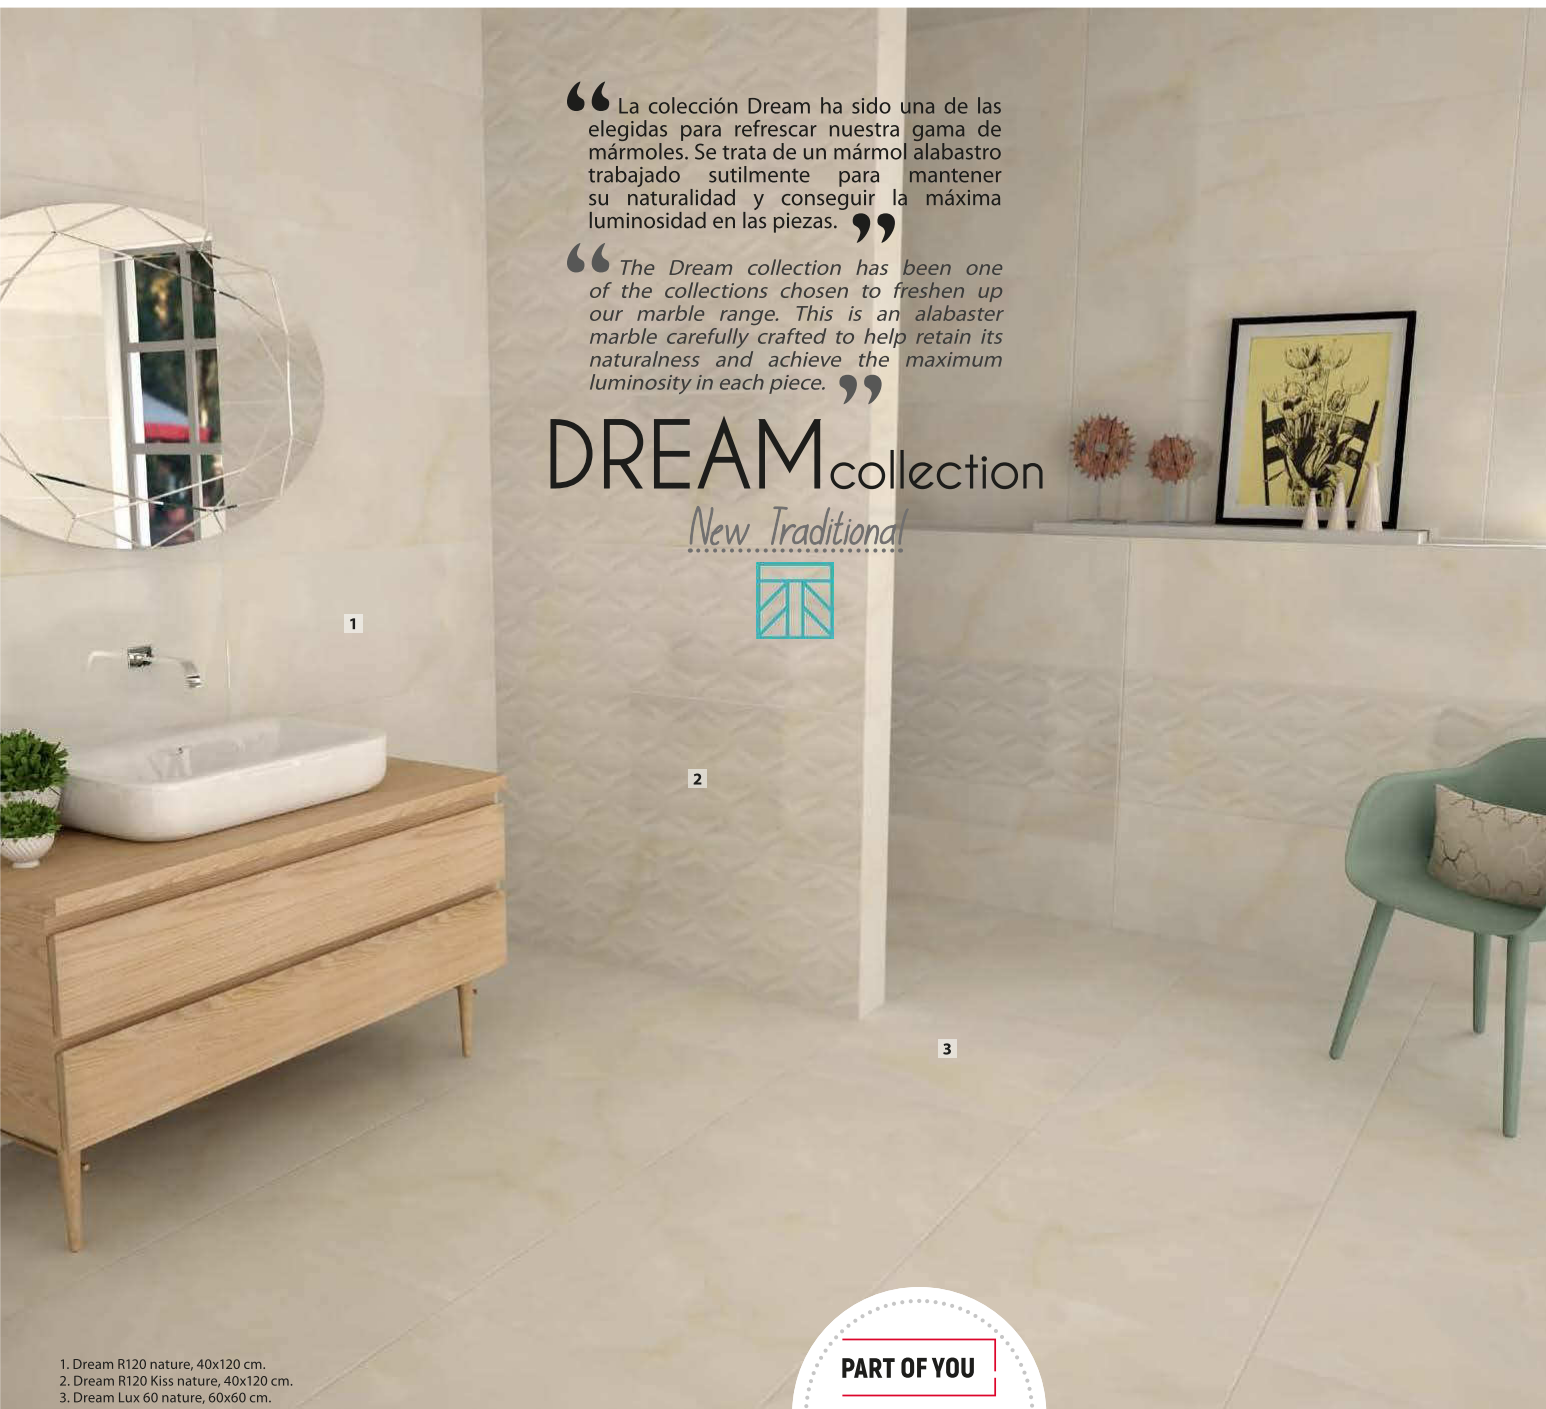 “ La colección Dream ha sido una de las
elegidas para refrescar nuestra gama de
mármoles. Se trata de un mármol alabastro
trabajado sutilmente para mantener
su naturalidad y conseguir la máxima
luminosidad en las piezas. ”
“ The Dream collection has been one
of the collections chosen to freshen up
our marble range. This is an alabaster
marble carefully crafted to help retain its
naturalness and achieve the maximum
luminosity in each piece. ”
DREAM collection
New Traditional
1
2
3
1. Dream R120 nature, 40x120 cm.
2. Dream R120 Kiss nature, 40x120 cm.
3. Dream Lux 60 nature, 60x60 cm.
PART OF YOU